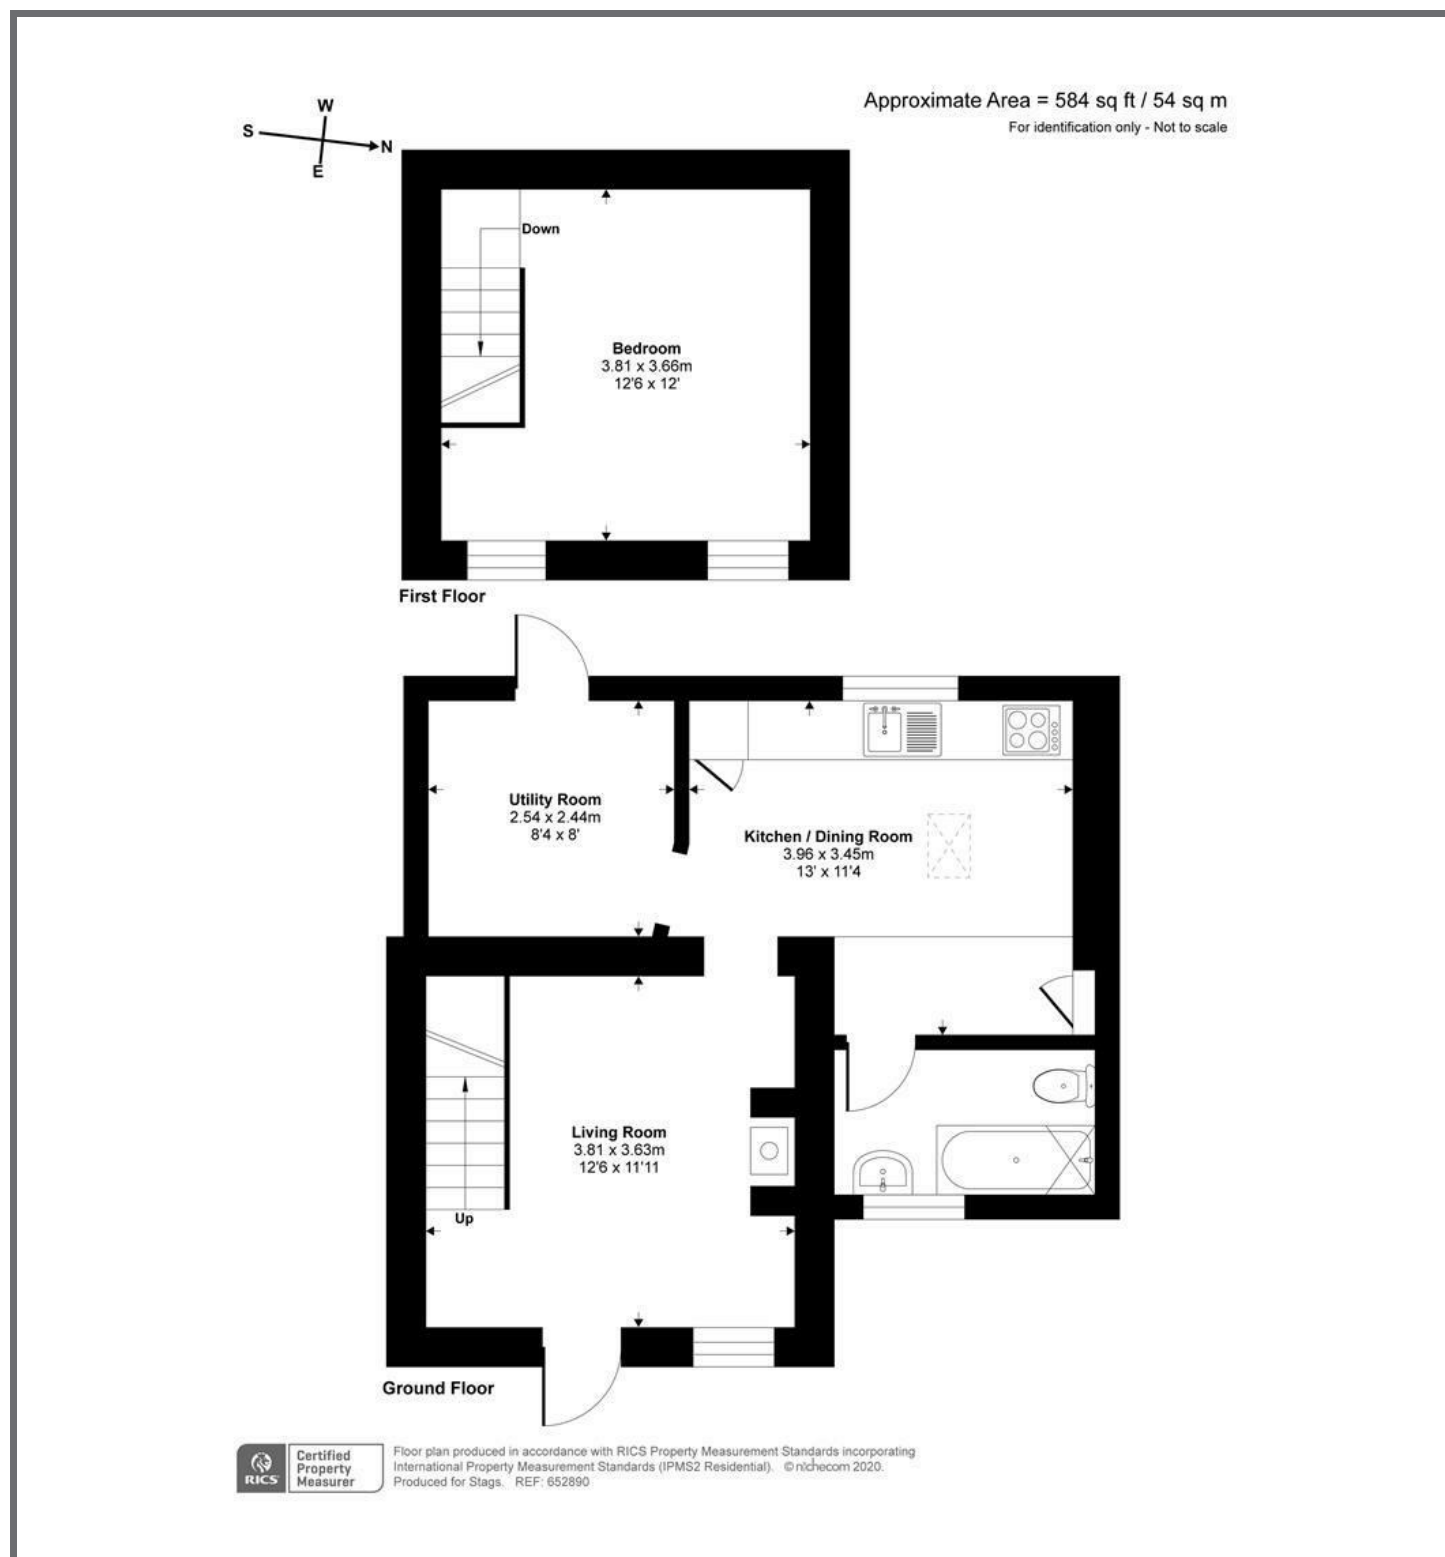 Approximate Area = 584 sq ft / 54 sq m
For identification only - Not to scale
W
S
N
E
Down
Bedroom
3.81 x 3.66m
12'6 x 12'
First Floor
Utility Room
2.54 x 2.44m
8'4 x 8'
Kitchen / Dining Room
3.96 x 3.45m
13' x 11'4
Living Room
3.81 x 3.63m
12'6 x 11'11
Up
Ground Floor
RICS
Certified
Property
Measurer
Floor plan produced in accordance with RICS Property Measurement Standards incorporating
International Property Measurement Standards (IPMS2 Residential). © nichecom 2020.
Produced for Stags. REF: 652890